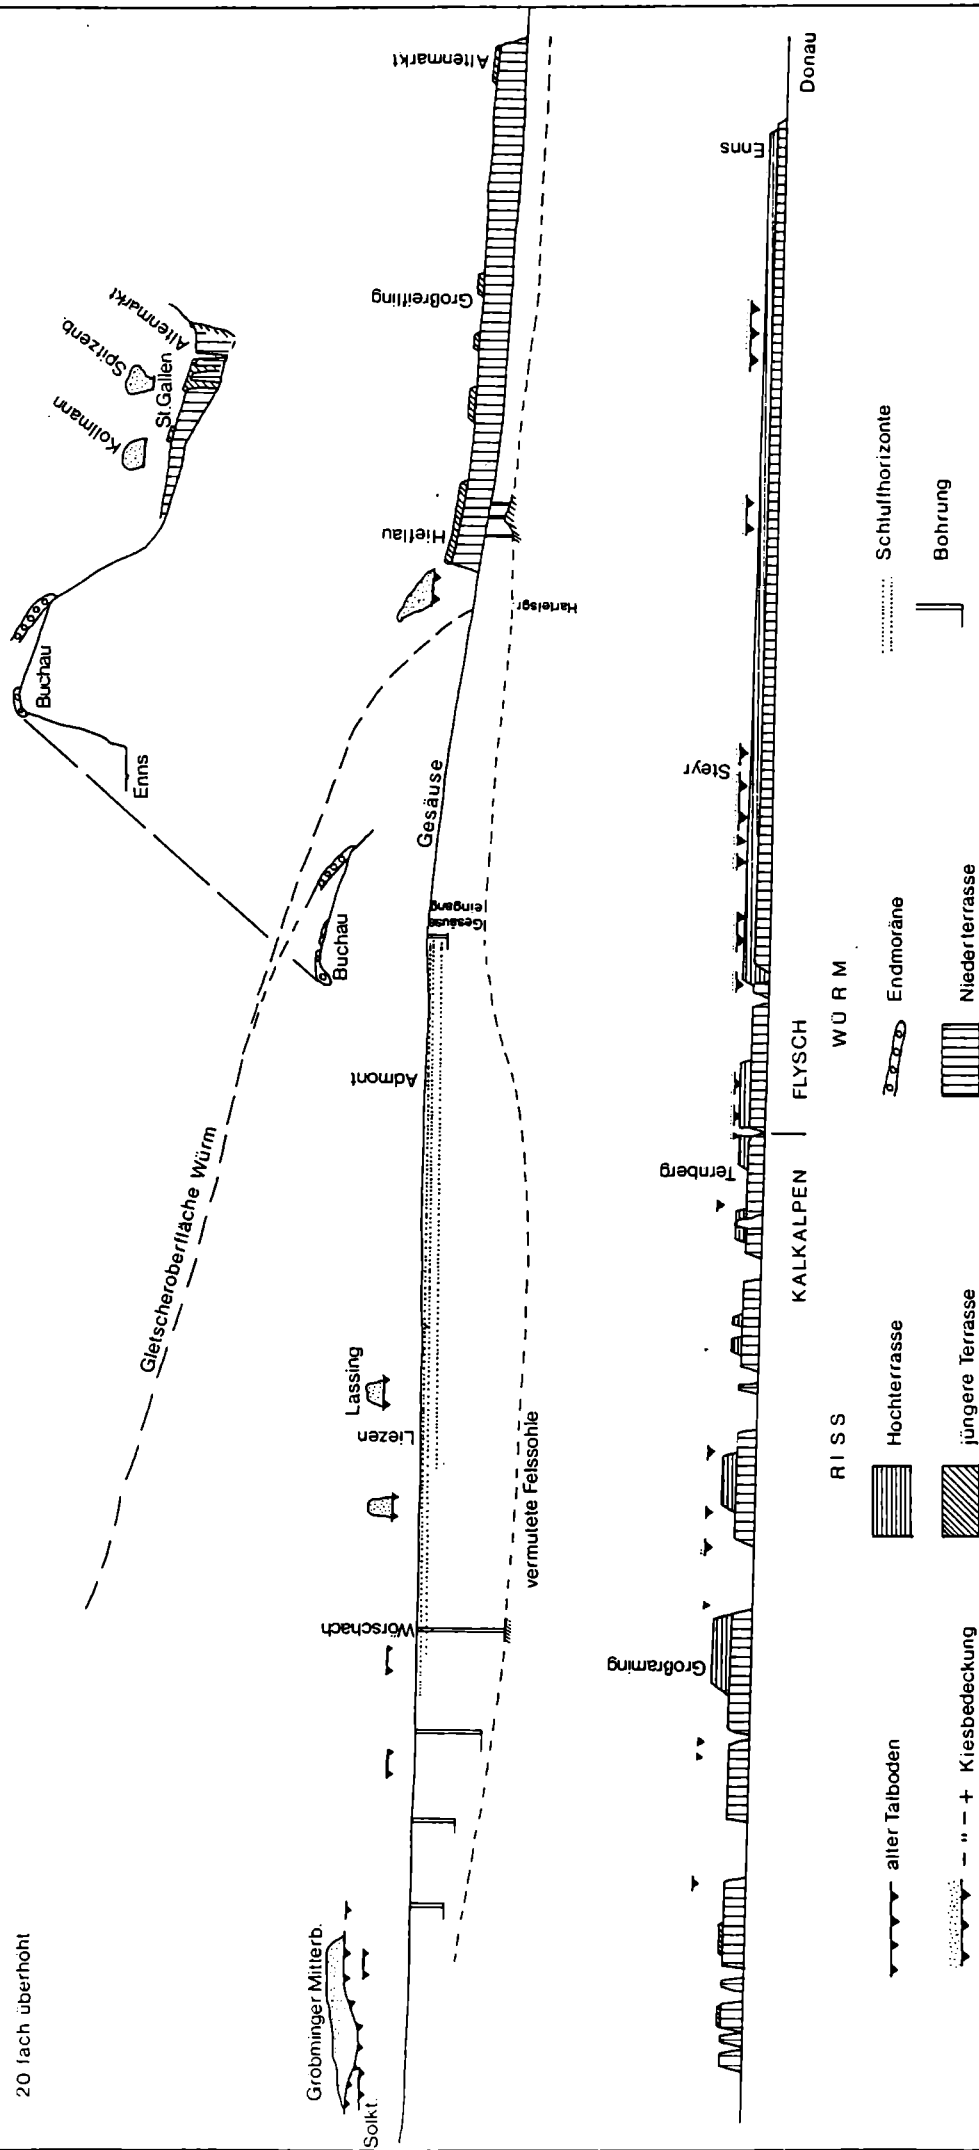 20 fach überhöht
Kollmann
Spitzenb.
St.Gallen
Altenmarkt
Buchau
Enns
Gletscheroberfläche Würm
Buchau
Grobminger Mitterb.
Solkt.
Wörschach
Liezen
Lassing
Admont
Gesäuse
eingang
Gesäuse
Hartelsgr.
Hieflau
Großreifling
Altenmarkt
vermutete Felssohle
Großraming
Ternberg
Steyr
Enns
Donau
KALKALPEN
FLYSCH
RISS
WÜRM
alter Talboden
Hochterrasse
Endmoräne
Schluffhorizonte
- " - + Kiesbedeckung
jüngere Terrasse
Niederterrasse
Bohrung